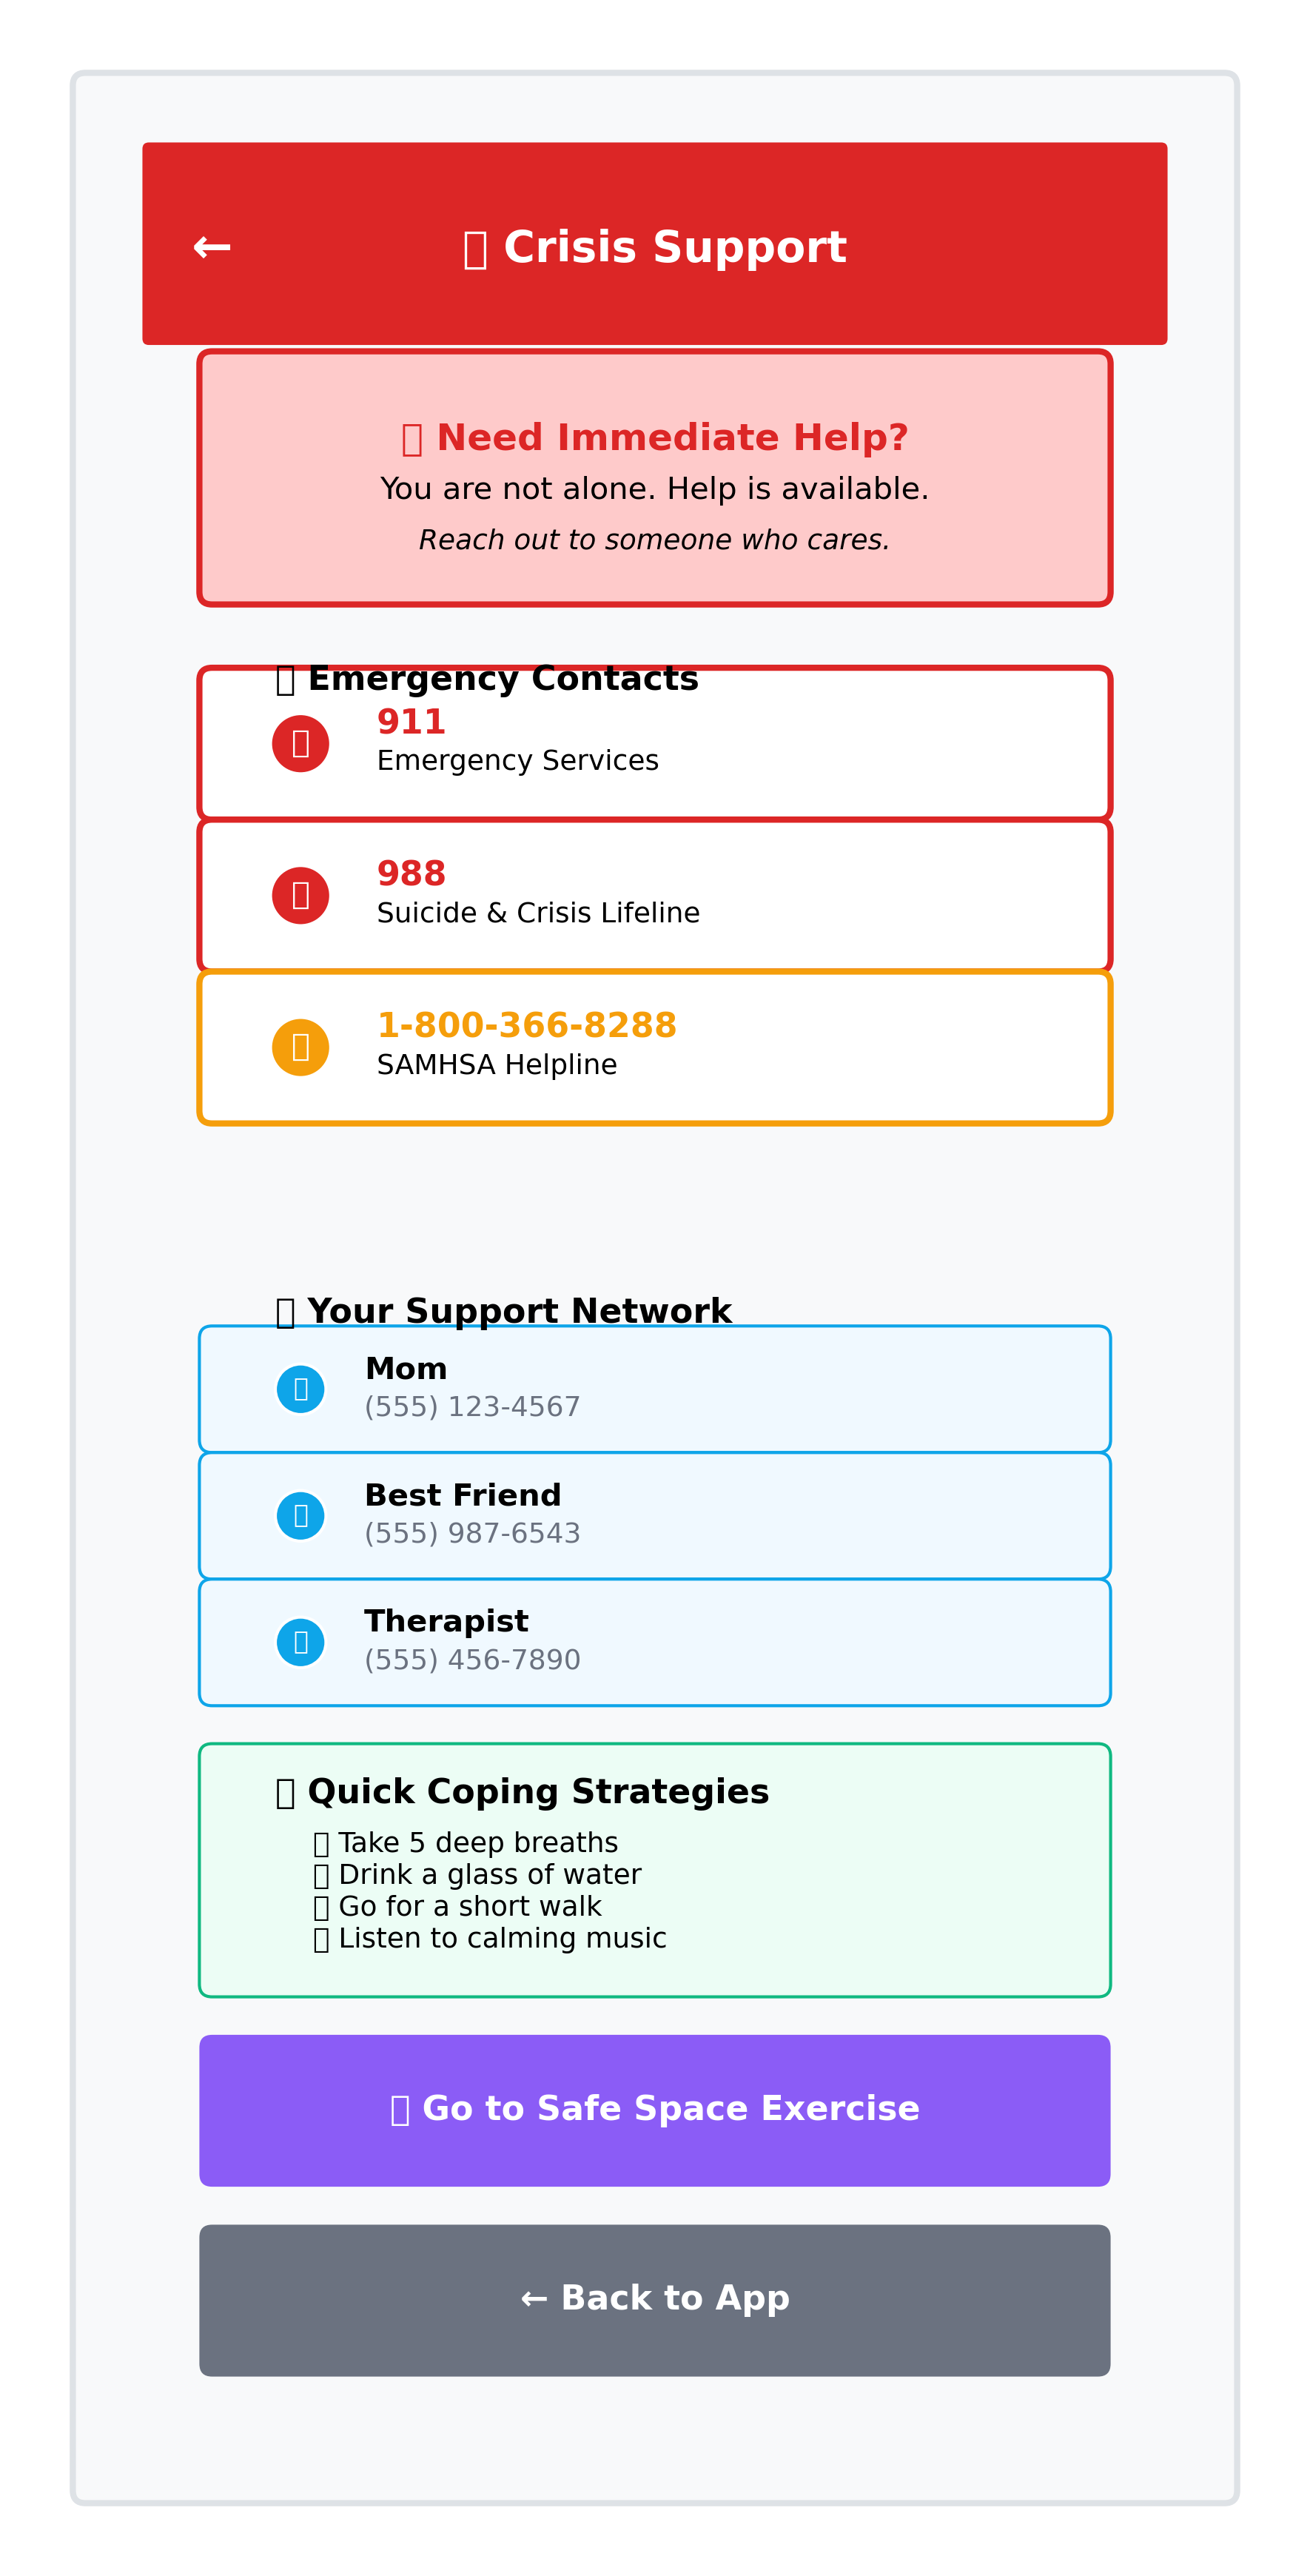 ←
Crisis Support
Need Immediate Help?
You are not alone. Help is available.
Reach out to someone who cares.
Emergency Contacts
911
Emergency Services
988
Suicide & Crisis Lifeline
1-800-366-8288
SAMHSA Helpline
Your Support Network
Mom
(555) 123-4567
Best Friend
(555) 987-6543
Therapist
(555) 456-7890
Quick Coping Strategies
Take 5 deep breaths
Drink a glass of water
Go for a short walk
Listen to calming music
Go to Safe Space Exercise
← Back to App